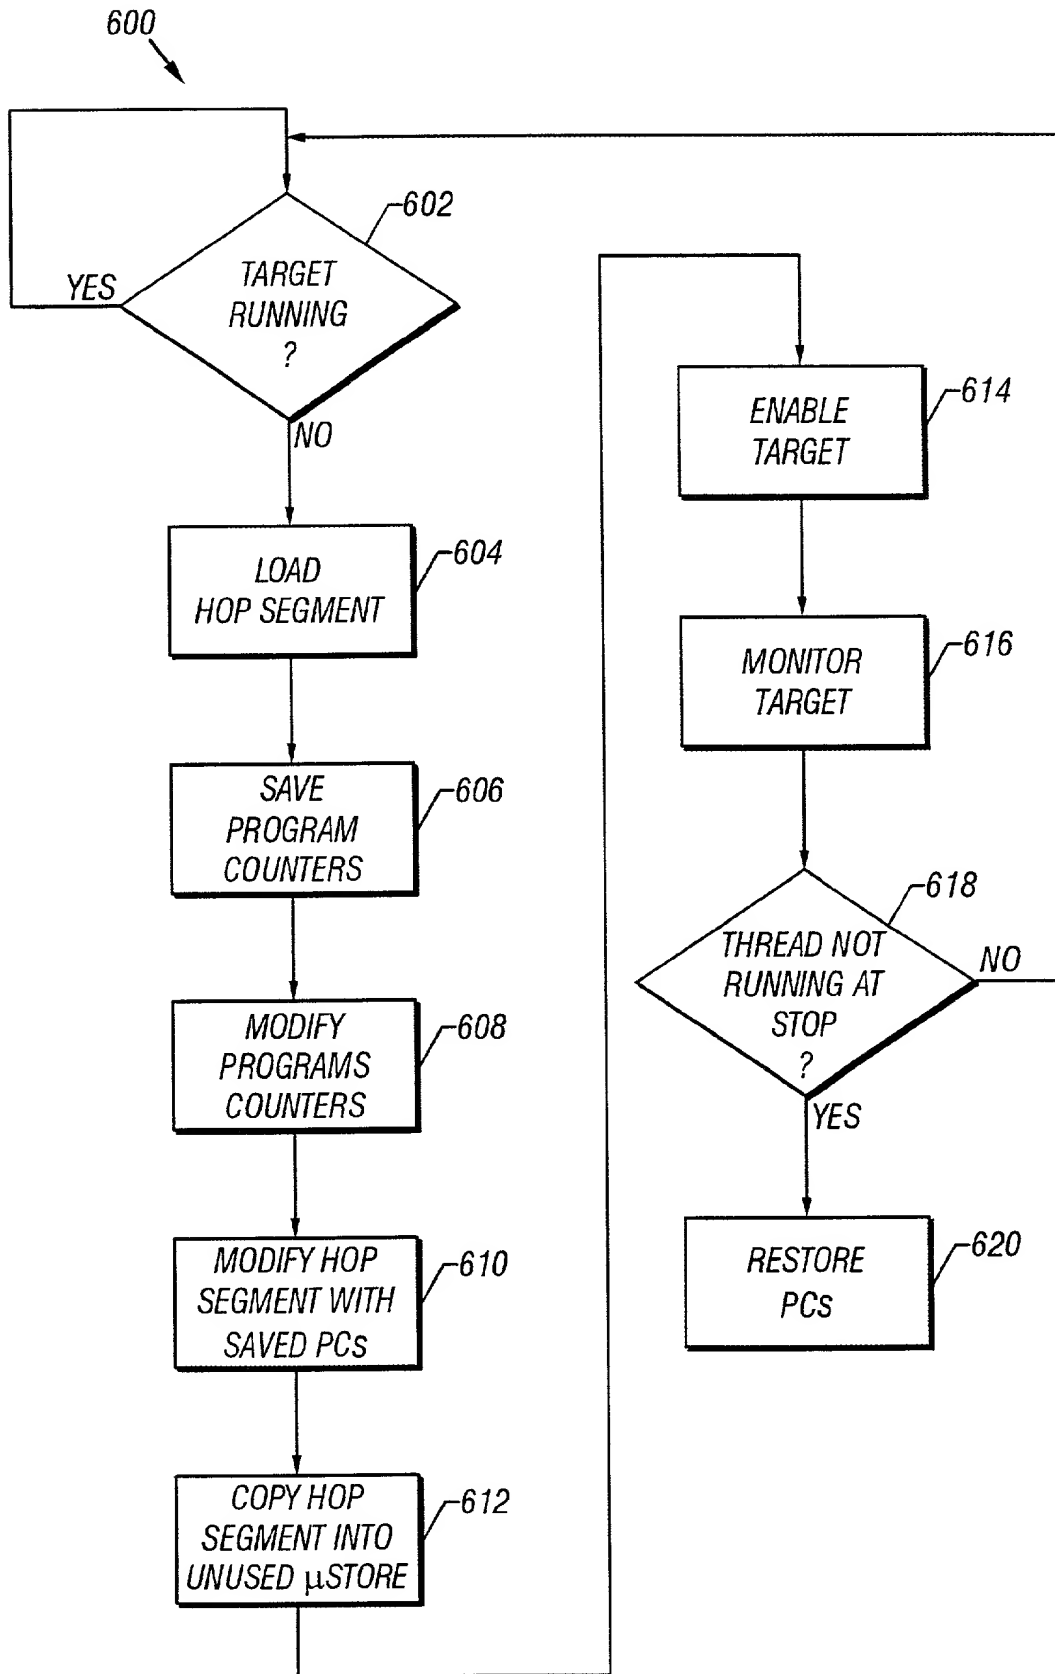 600
602
TARGET
RUNNING
?
YES
NO
LOAD
HOP SEGMENT
604
SAVE
PROGRAM
COUNTERS
606
MODIFY
PROGRAMS
COUNTERS
608
MODIFY HOP
SEGMENT WITH
SAVED PCs
610
COPY HOP
SEGMENT INTO
UNUSED µSTORE
612
ENABLE
TARGET
614
MONITOR
TARGET
616
THREAD NOT
RUNNING AT
STOP
?
618
NO
YES
RESTORE
PCs
620